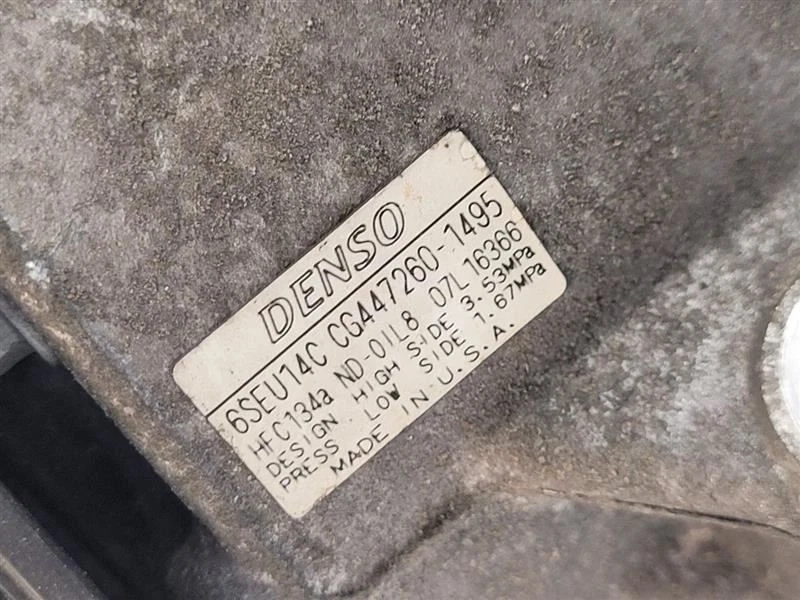 DENSO
6SEU14C CGA447260-1495
HFC134a ND-OIL8 07L16366
DESIGN HIGH SIDE 3.53MPa
PRESS LOW SIDE 1.67MPa
MADE IN U.S.A.